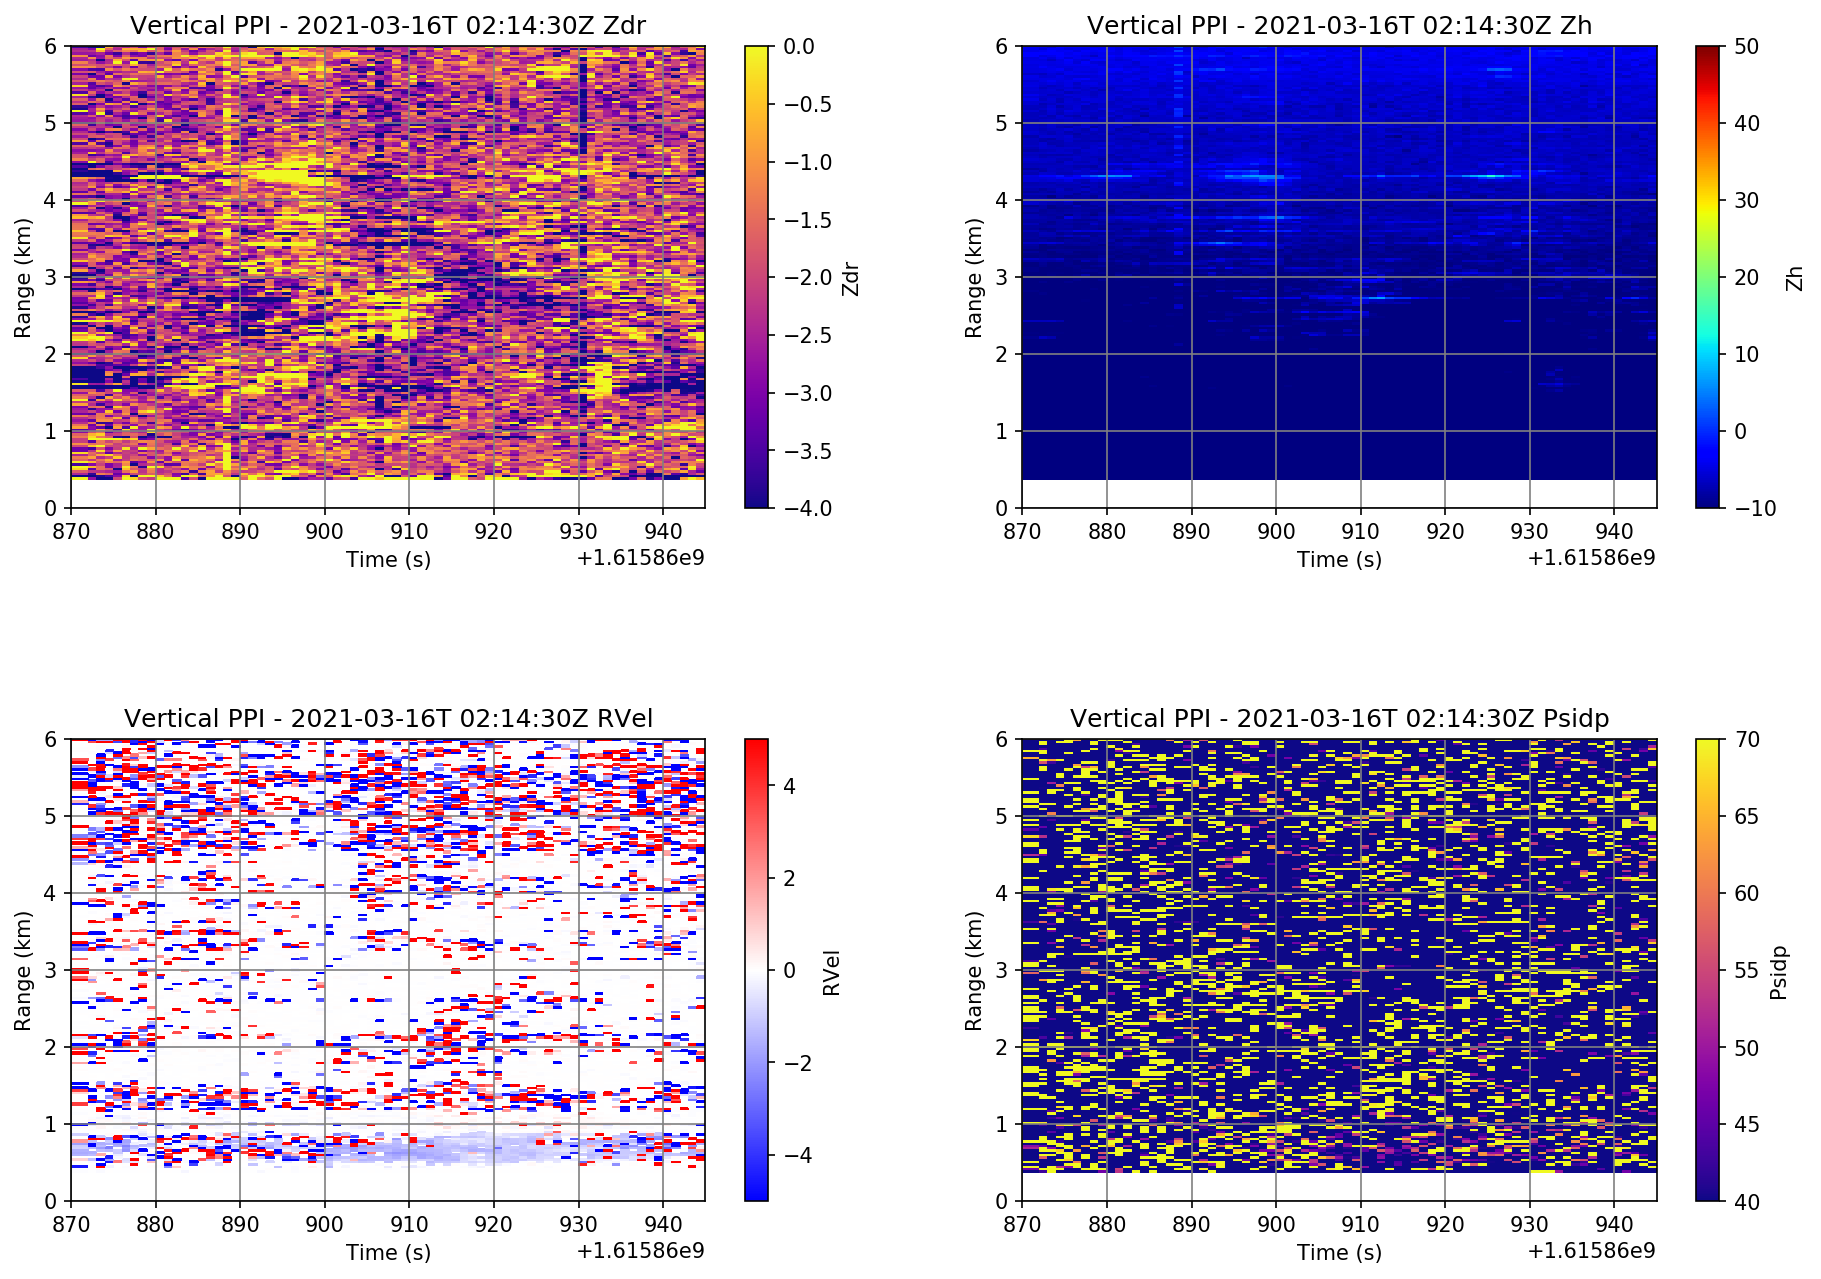 Vertical PPI - 2021-03-16T 02:14:30Z Zdr
6
5
4
3
2
1
0
Range (km)
870 880 890 900 910 920 930 940
Time (s)
+1.61586e9
0.0
−0.5
−1.0
−1.5
−2.0
−2.5
−3.0
−3.5
−4.0
Zdr
Vertical PPI - 2021-03-16T 02:14:30Z Zh
6
5
4
3
2
1
0
Range (km)
870 880 890 900 910 920 930 940
Time (s)
+1.61586e9
50
40
30
20
10
0
−10
Zh
Vertical PPI - 2021-03-16T 02:14:30Z RVel
6
5
4
3
2
1
0
Range (km)
870 880 890 900 910 920 930 940
Time (s)
+1.61586e9
4
2
0
−2
−4
RVel
Vertical PPI - 2021-03-16T 02:14:30Z Psidp
6
5
4
3
2
1
0
Range (km)
870 880 890 900 910 920 930 940
Time (s)
+1.61586e9
70
65
60
55
50
45
40
Psidp